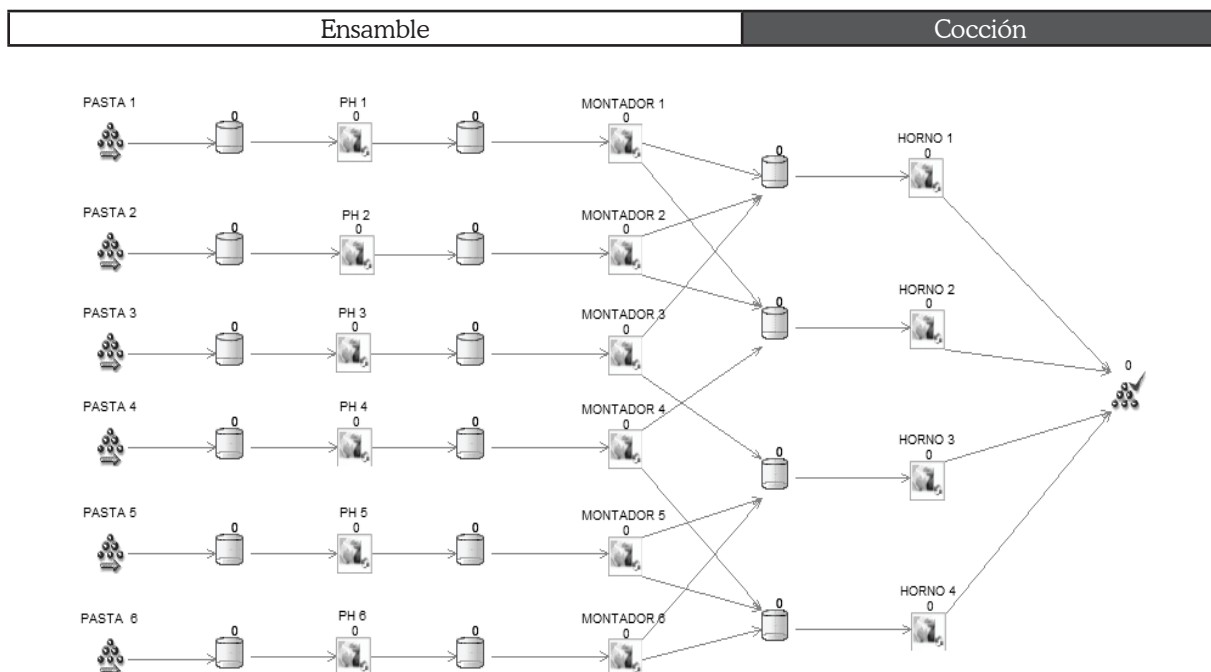 Ensamble Cocción
PASTA 1 0 PH 1 0 0 MONTADOR 1 0
0 HORNO 1 0
PASTA 2 0 PH 2 0 0 MONTADOR 2 0
0 HORNO 2 0
PASTA 3 0 PH 3 0 0 MONTADOR 3 0
0
PASTA 4 0 PH 4 0 0 MONTADOR 4 0
0 HORNO 3 0
PASTA 5 0 PH 5 0 0 MONTADOR 5 0
0 HORNO 4 0
PASTA 6 0 PH 6 0 0 MONTADOR 6 0